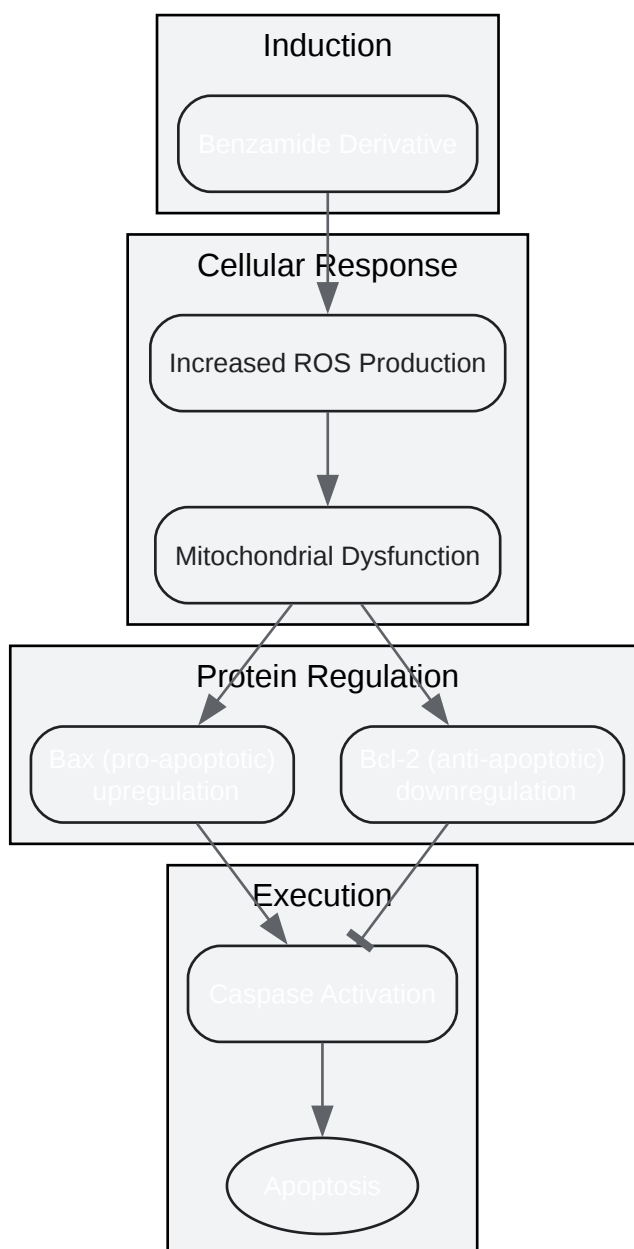 Induction
Benzamide Derivative
Cellular Response
Increased ROS Production
Mitochondrial Dysfunction
Protein Regulation
Bax (pro-apoptotic)
upregulation
Bcl-2 (anti-apoptotic)
downregulation
Execution
Caspase Activation
Apoptosis